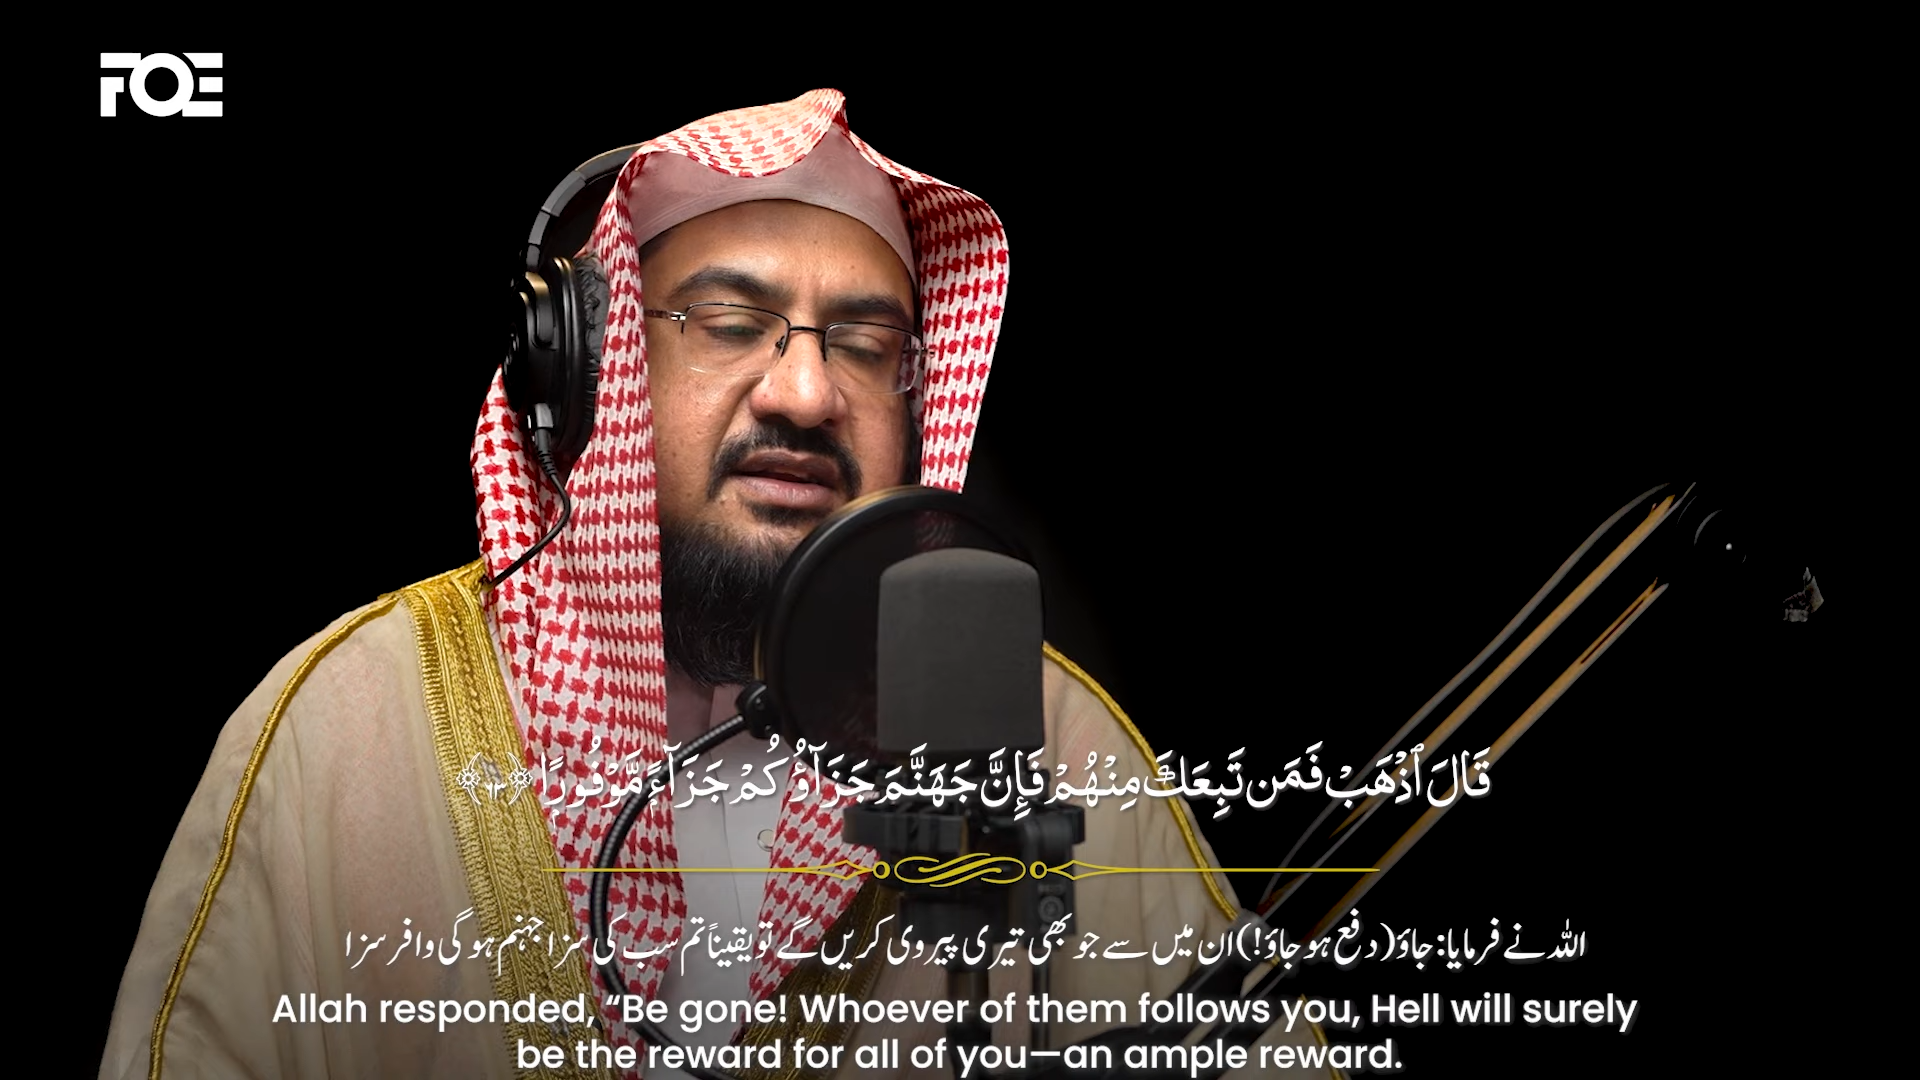 FOE
قَالَ ٱذْهَبْ فَمَن تَبِعَكَ مِنْهُمْ فَإِنَّ جَهَنَّمَ جَزَآؤُكُمْ جَزَآءًۭ مَّوْفُورًۭا
اللہ نے فرمایا: جاؤ (دفع ہو جاؤ!) ان میں سے جو بھی تیری پیروی کریں گے تو یقیناً تم سب کی سزا جہنم ہو گی وافر سزا
Allah responded, “Be gone! Whoever of them follows you, Hell will surely
be the reward for all of you—an ample reward.